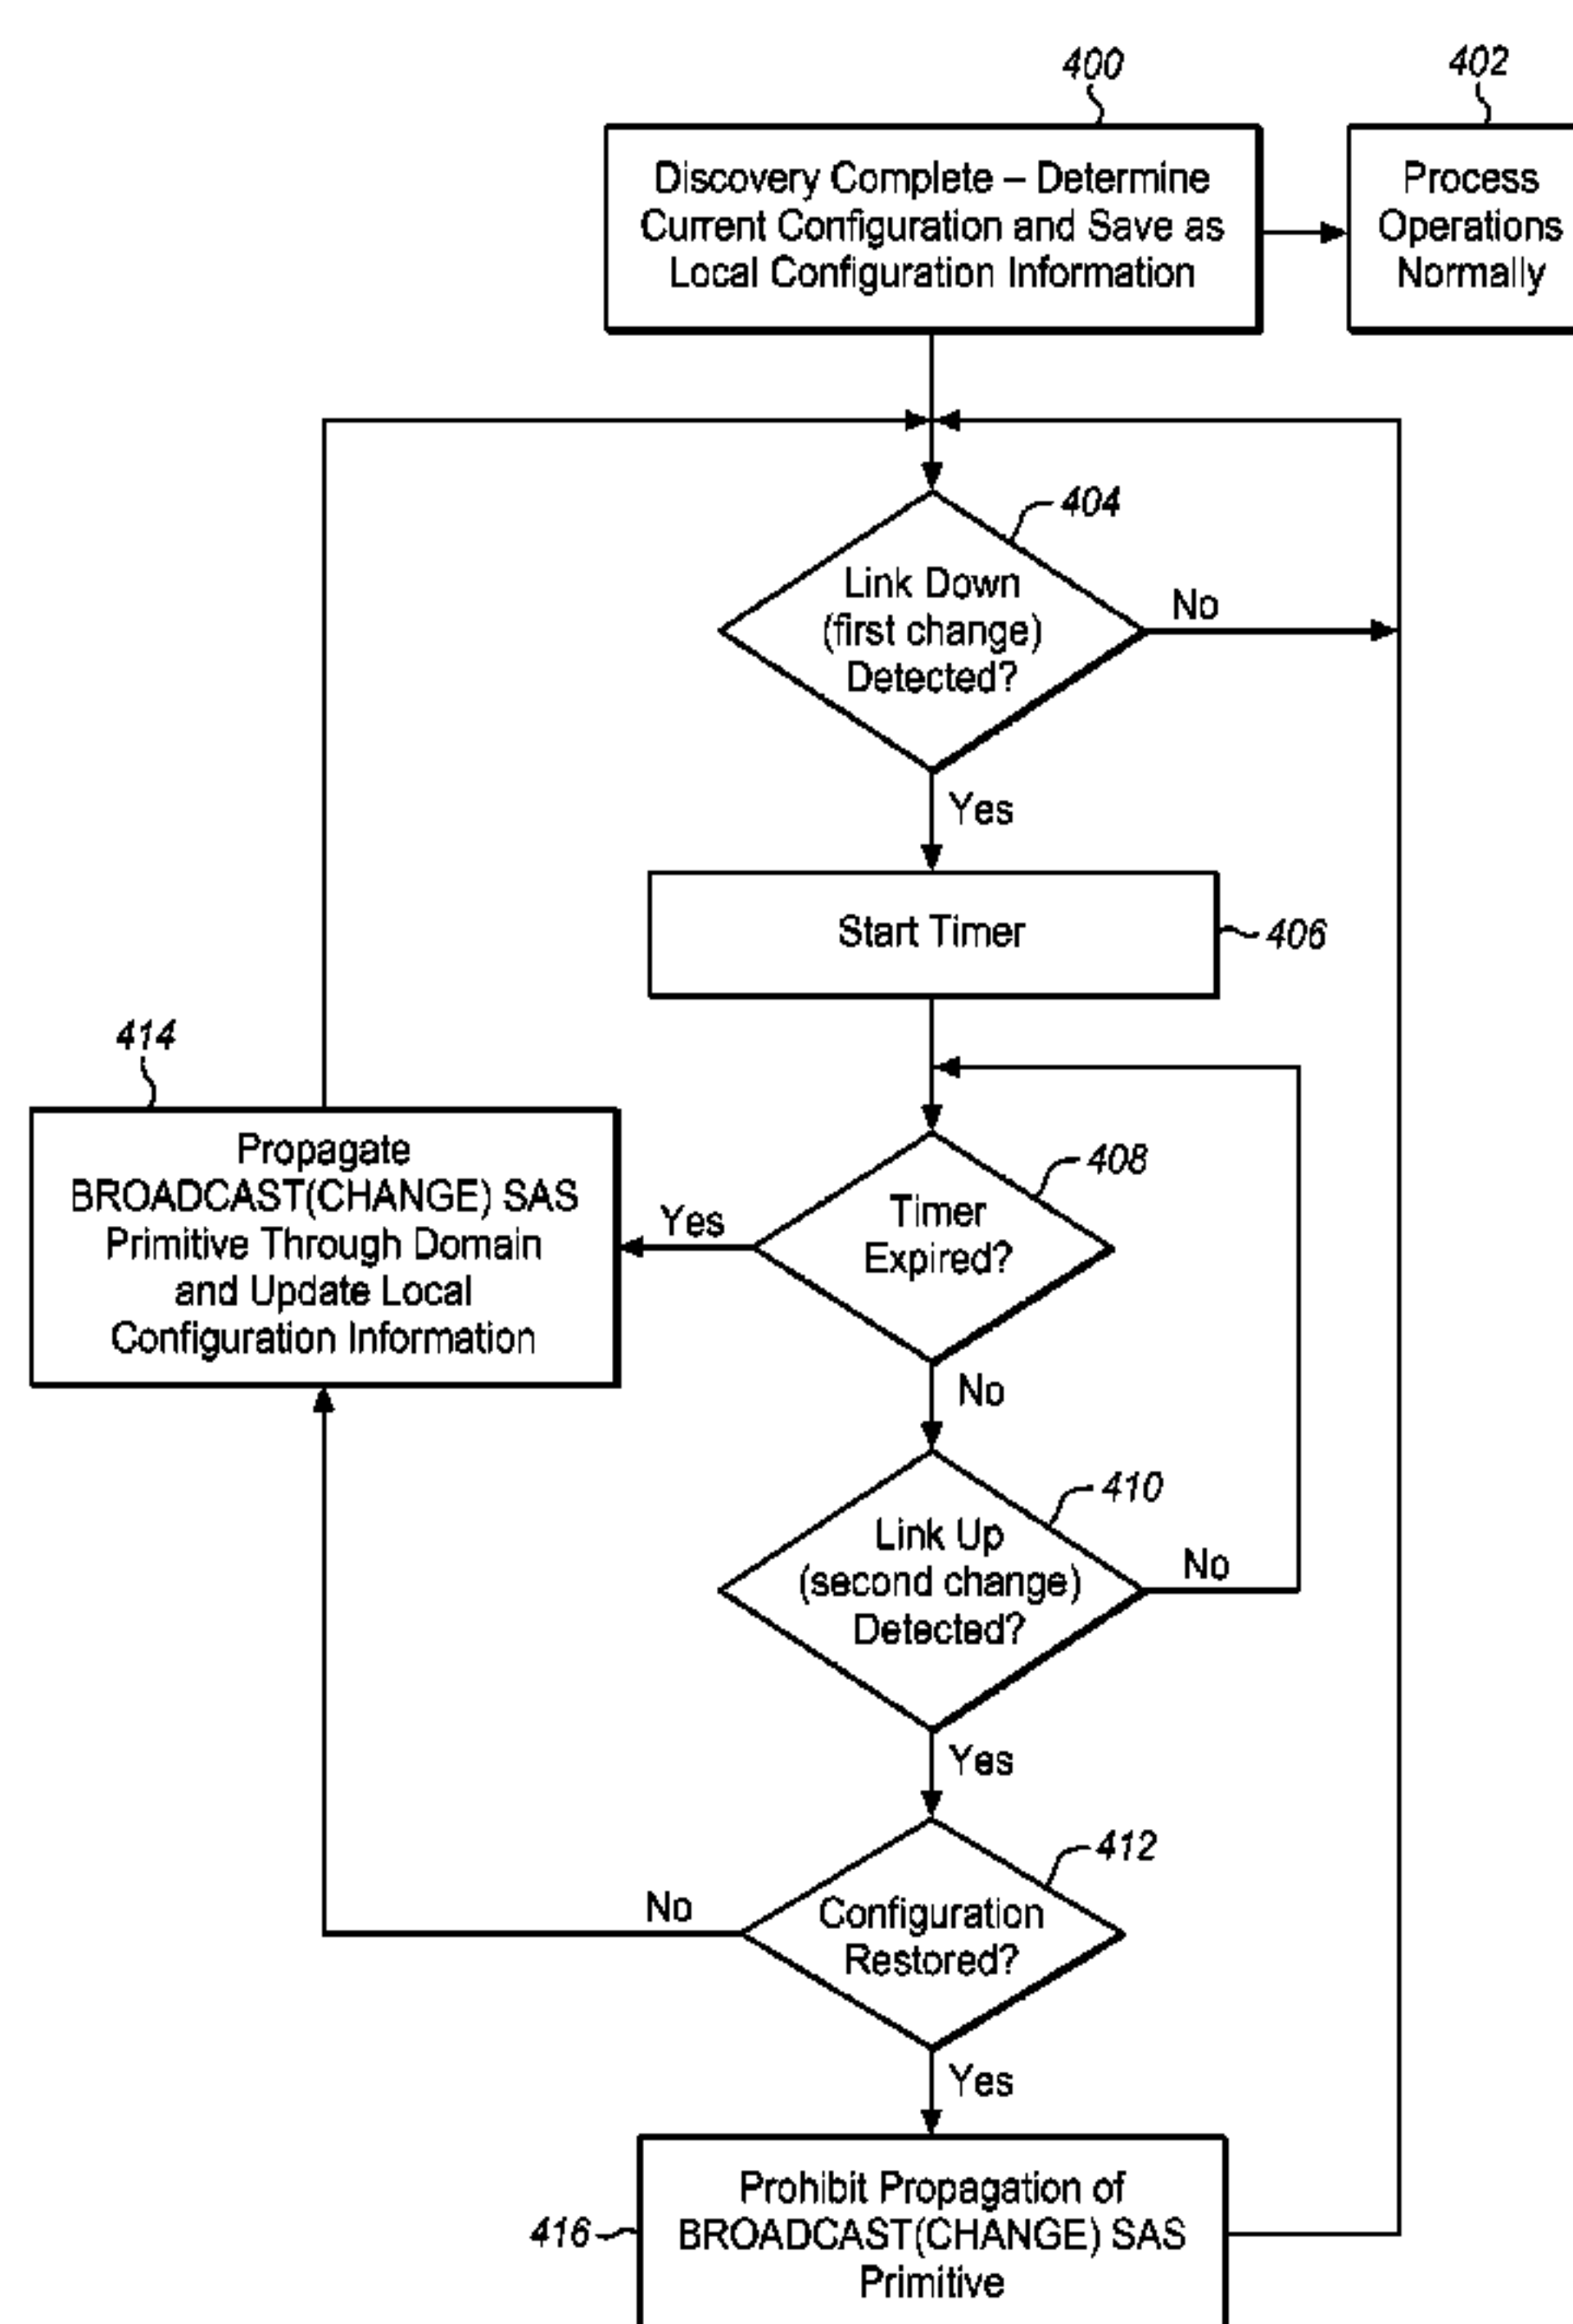 400
402
Discovery Complete – Determine
Current Configuration and Save as
Local Configuration Information
Process
Operations
Normally
404
Link Down
(first change)
Detected?
No
Yes
Start Timer
406
414
Propagate
BROADCAST(CHANGE) SAS
Primitive Through Domain
and Update Local
Configuration Information
408
Timer
Expired?
Yes
No
410
Link Up
(second change)
Detected?
No
Yes
412
Configuration
Restored?
No
Yes
416
Prohibit Propagation of
BROADCAST(CHANGE) SAS
Primitive